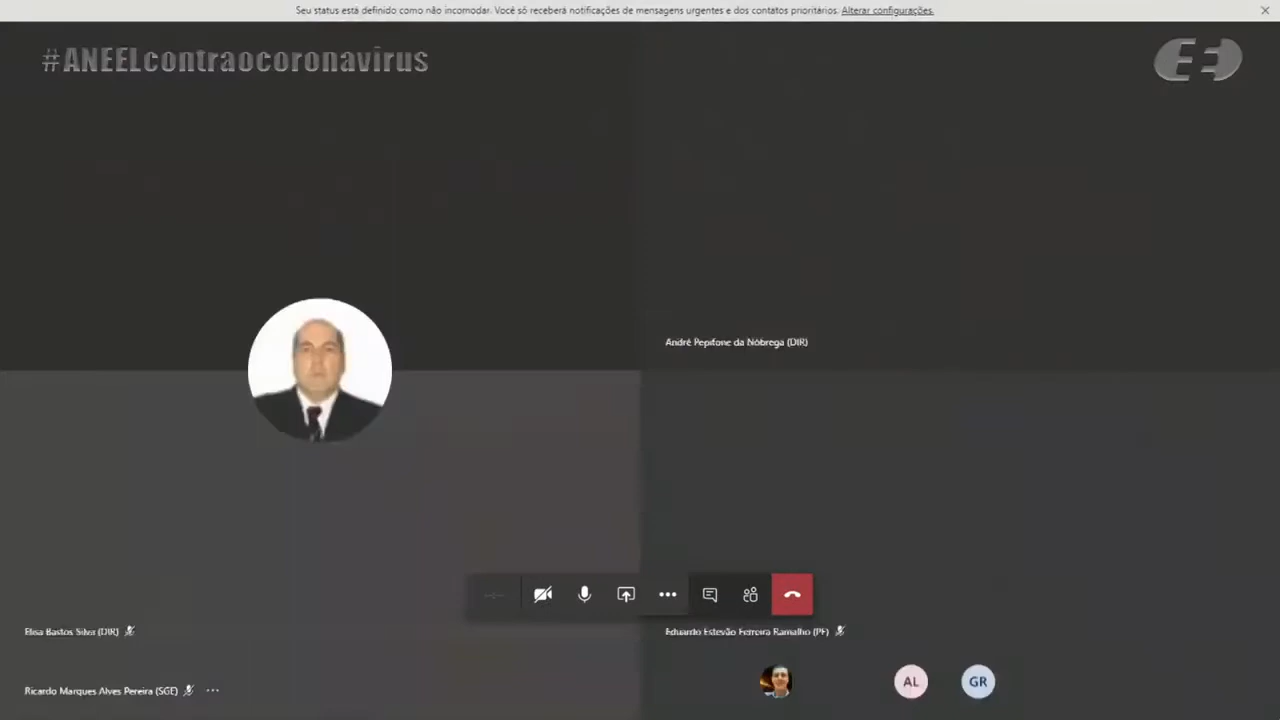 Seu status está definido como não incomodar. Você só receberá notificações de mensagens urgentes e dos contatos prioritários. Alterar configurações.
#ANEELcontraocoronavírus
André Pepitone da Nóbrega (DIR)
Elisa Bastos Silva (DIR)
Eduardo Estevão Ferreira Ramalho (PF)
Ricardo Marques Alves Pereira (SGE)
AL
GR